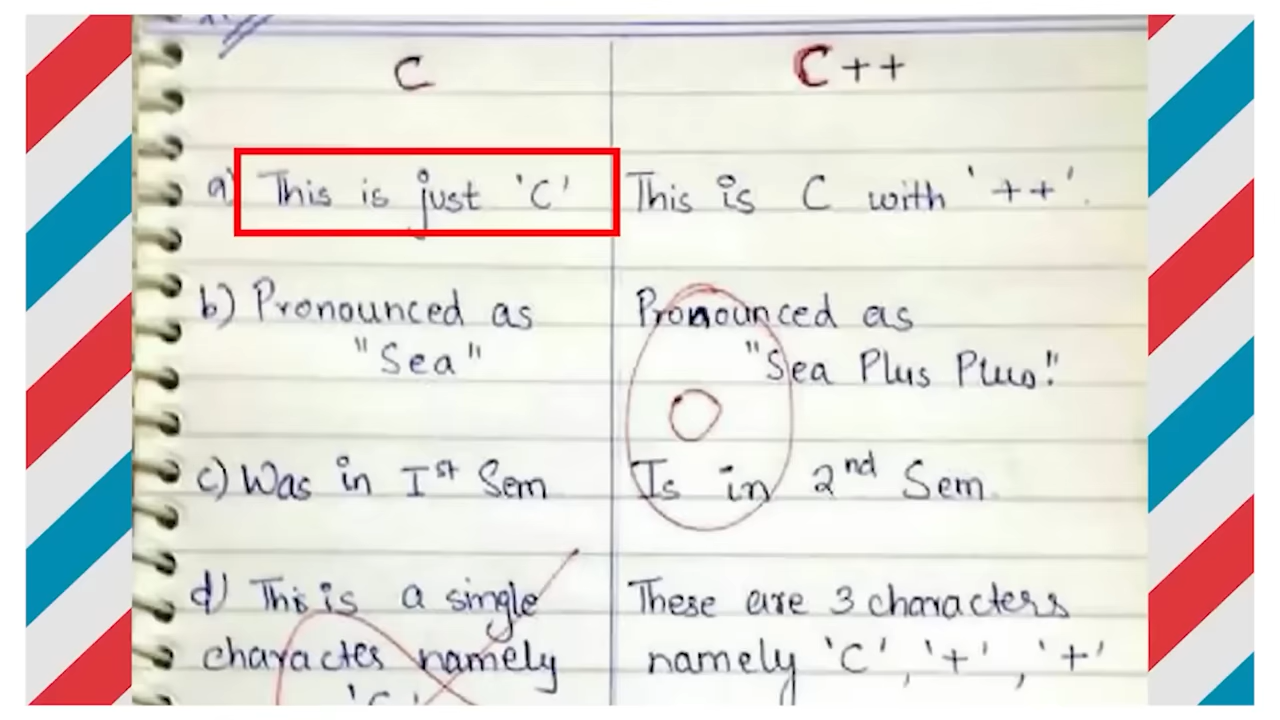 C C++
a) This is just 'C' This is C with '++'.
b) Pronounced as Pronounced as
"Sea" "Sea Plus Plus"
c) Was in Ist Sem Is in 2nd Sem.
d) This is a single These are 3 characters
character namely namely 'C', '+', '+'
'C'